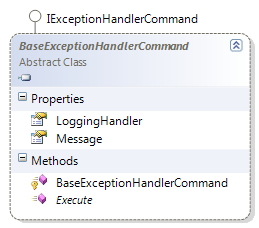 IExceptionHandlerCommand
BaseExceptionHandlerCommand
Abstract Class
Properties
LoggingHandler
Message
Methods
BaseExceptionHandlerCommand
Execute